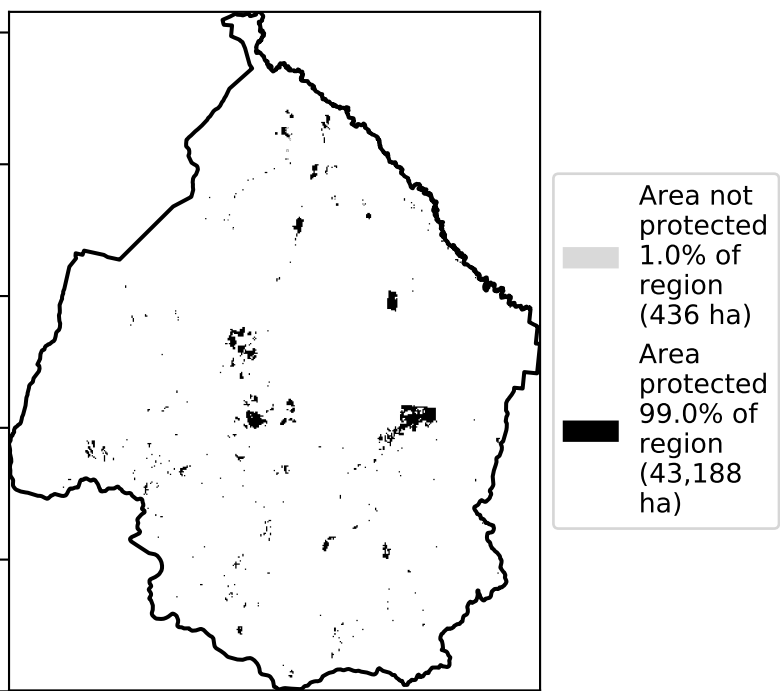 Area not
protected
1.0% of
region
(436 ha)
Area
protected
99.0% of
region
(43,188
ha)